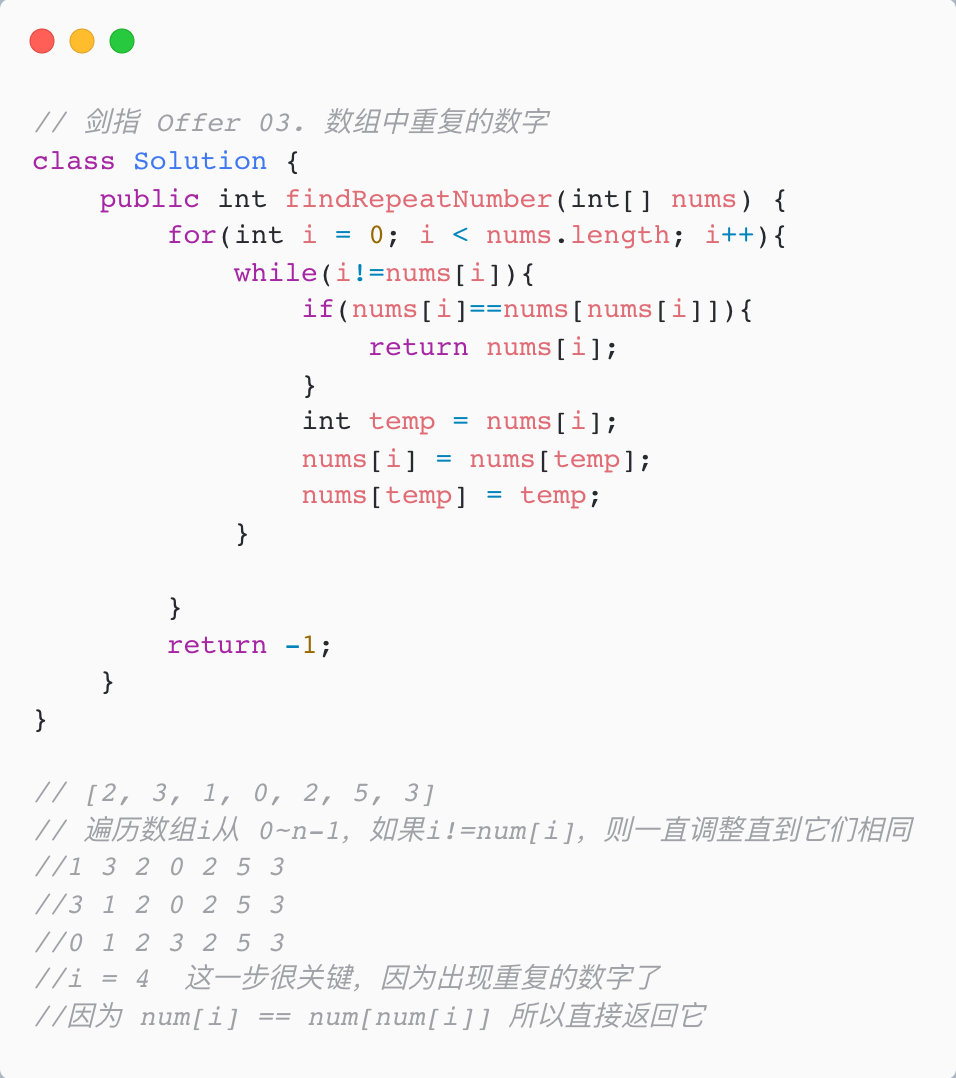 // 剑指 Offer 03. 数组中重复的数字
class Solution {
    public int findRepeatNumber(int[] nums) {
        for(int i = 0; i < nums.length; i++){
            while(i!=nums[i]){
                if(nums[i]==nums[nums[i]]){
                    return nums[i];
                }
                int temp = nums[i];
                nums[i] = nums[temp];
                nums[temp] = temp;
            }
        }
        return -1;
    }
}
// [2, 3, 1, 0, 2, 5, 3]
// 遍历数组i从 0~n-1，如果i!=num[i]，则一直调整直到它们相同
//1 3 2 0 2 5 3
//3 1 2 0 2 5 3
//0 1 2 3 2 5 3
//i = 4  这一步很关键，因为出现重复的数字了
//因为 num[i] == num[num[i]] 所以直接返回它